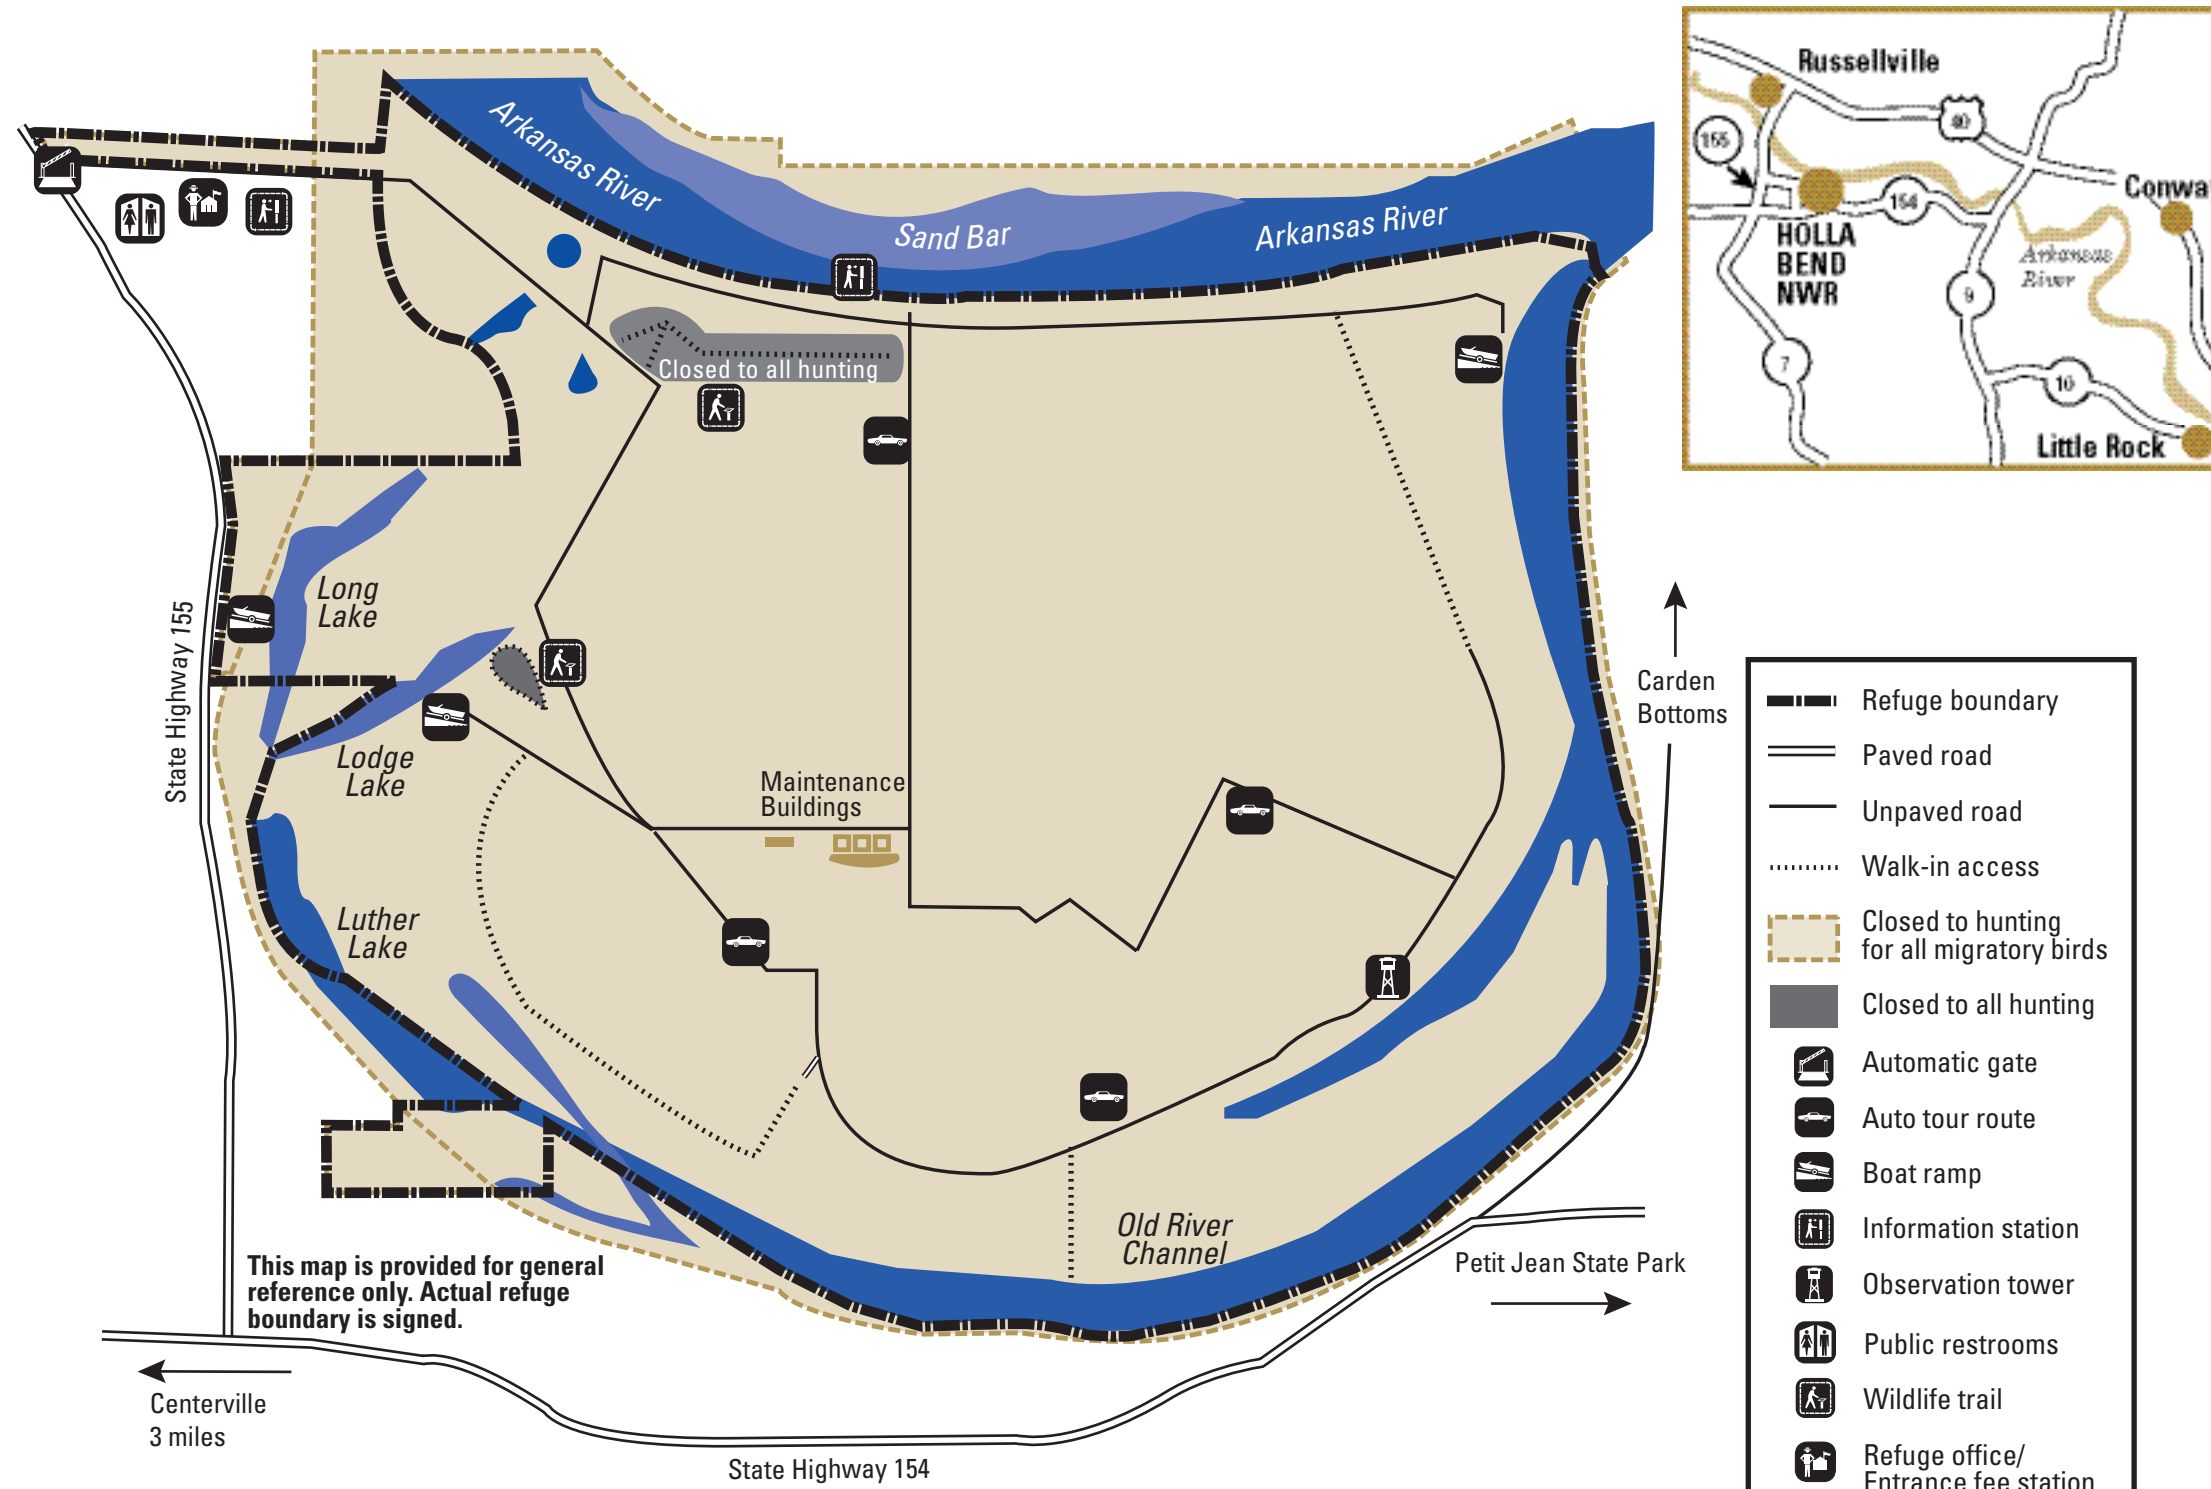 Arkansas River
Sand Bar
Arkansas River
Closed to all hunting
Long
Lake
State Highway 155
Lodge
Lake
Maintenance
Buildings
Luther
Lake
Carden
Bottoms
Old River
Channel
Petit Jean State Park
This map is provided for general
reference only. Actual refuge
boundary is signed.
Centerville
3 miles
State Highway 154
Russellville
40
155
154
Conwa
HOLLA
BEND
NWR
Arkansas
River
9
7
10
Little Rock
Refuge boundary
Paved road
Unpaved road
Walk-in access
Closed to hunting
for all migratory birds
Closed to all hunting
Automatic gate
Auto tour route
Boat ramp
Information station
Observation tower
Public restrooms
Wildlife trail
Refuge office/
Entrance fee station